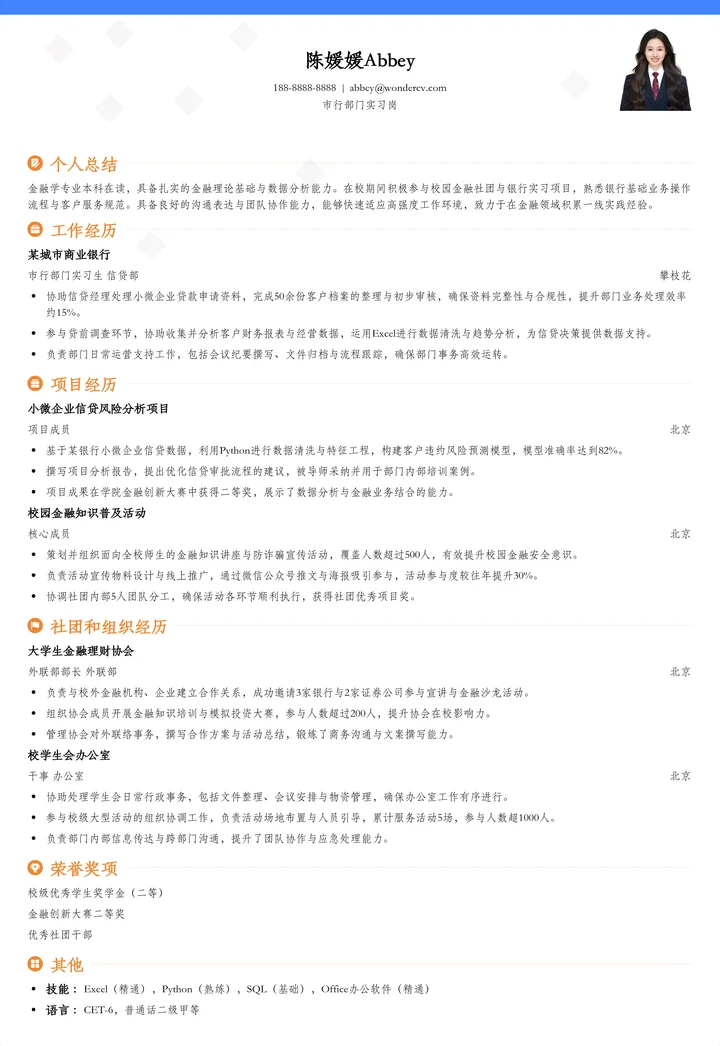 陈媛媛Abbey
188-8888-8888 | abbey@wondercv.com
市行部门实习岗
个人总结
金融学专业本科在读，具备扎实的金融理论基础与数据分析能力。在校期间积极参与校园金融社团与银行实习项目，熟悉银行基础业务操作
流程与客户服务规范。具备良好的沟通表达与团队协作能力，能够快速适应高强度工作环境，致力于在金融领域积累一线实践经验。
工作经历
某城市商业银行
市行部门实习生 信贷部 攀枝花
• 协助信贷经理处理小微企业贷款申请资料，完成50余份客户档案的整理与初步审核，确保资料完整性与合规性，提升部门业务处理效率
约15%。
• 参与贷前调查环节，协助收集并分析客户财务报表与经营数据，运用Excel进行数据清洗与趋势分析，为信贷决策提供数据支持。
• 负责部门日常运营支持工作，包括会议纪要撰写、文件归档与流程跟踪，确保部门事务高效运转。
项目经历
小微企业信贷风险分析项目
项目成员 北京
• 基于某银行小微企业信贷数据，利用Python进行数据清洗与特征工程，构建客户违约风险预测模型，模型准确率达到82%。
• 撰写项目分析报告，提出优化信贷审批流程的建议，被导师采纳并用于部门内部培训案例。
• 项目成果在学院金融创新大赛中获得二等奖，展示了数据分析与金融业务结合的能力。
校园金融知识普及活动
核心成员 北京
• 策划并组织面向全校师生的金融知识讲座与防诈骗宣传活动，覆盖人数超过500人，有效提升校园金融安全意识。
• 负责活动宣传物料设计与线上推广，通过微信公众号推文与海报吸引参与，活动参与度较往年提升30%。
• 协调社团内部5人团队分工，确保活动各环节顺利执行，获得社团优秀项目奖。
社团和组织经历
大学生金融理财协会
外联部部长 外联部 北京
• 负责与校外金融机构、企业建立合作关系，成功邀请3家银行与2家证券公司参与宣讲与金融沙龙活动。
• 组织协会成员开展金融知识培训与模拟投资大赛，参与人数超过200人，提升协会在校影响力。
• 管理协会对外联络事务，撰写合作方案与活动总结，锻炼了商务沟通与文案撰写能力。
校学生会办公室
干事 办公室 北京
• 协助处理学生会日常行政事务，包括文件整理、会议安排与物资管理，确保办公室工作有序进行。
• 参与校级大型活动的组织协调工作，负责活动场地布置与人员引导，累计服务活动5场，参与人数超1000人。
• 负责部门内部信息传达与跨部门沟通，提升了团队协作与应急处理能力。
荣誉奖项
校级优秀学生奖学金（二等）
金融创新大赛二等奖
优秀社团干部
其他
• 技能： Excel（精通），Python（熟练），SQL（基础），Office办公软件（精通）
• 语言： CET-6，普通话二级甲等